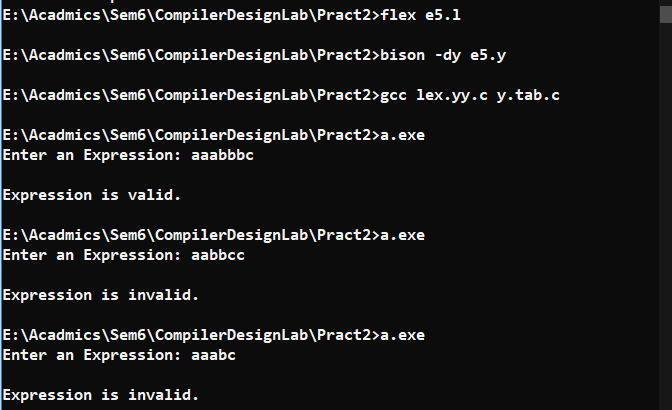 E:\Acadmics\Sem6\CompilerDesignLab\Pract2>flex e5.l
E:\Acadmics\Sem6\CompilerDesignLab\Pract2>bison -dy e5.y
E:\Acadmics\Sem6\CompilerDesignLab\Pract2>gcc lex.yy.c y.tab.c
E:\Acadmics\Sem6\CompilerDesignLab\Pract2>a.exe
Enter an Expression: aaabbbc
Expression is valid.
E:\Acadmics\Sem6\CompilerDesignLab\Pract2>a.exe
Enter an Expression: aabbcc
Expression is invalid.
E:\Acadmics\Sem6\CompilerDesignLab\Pract2>a.exe
Enter an Expression: aaabc
Expression is invalid.